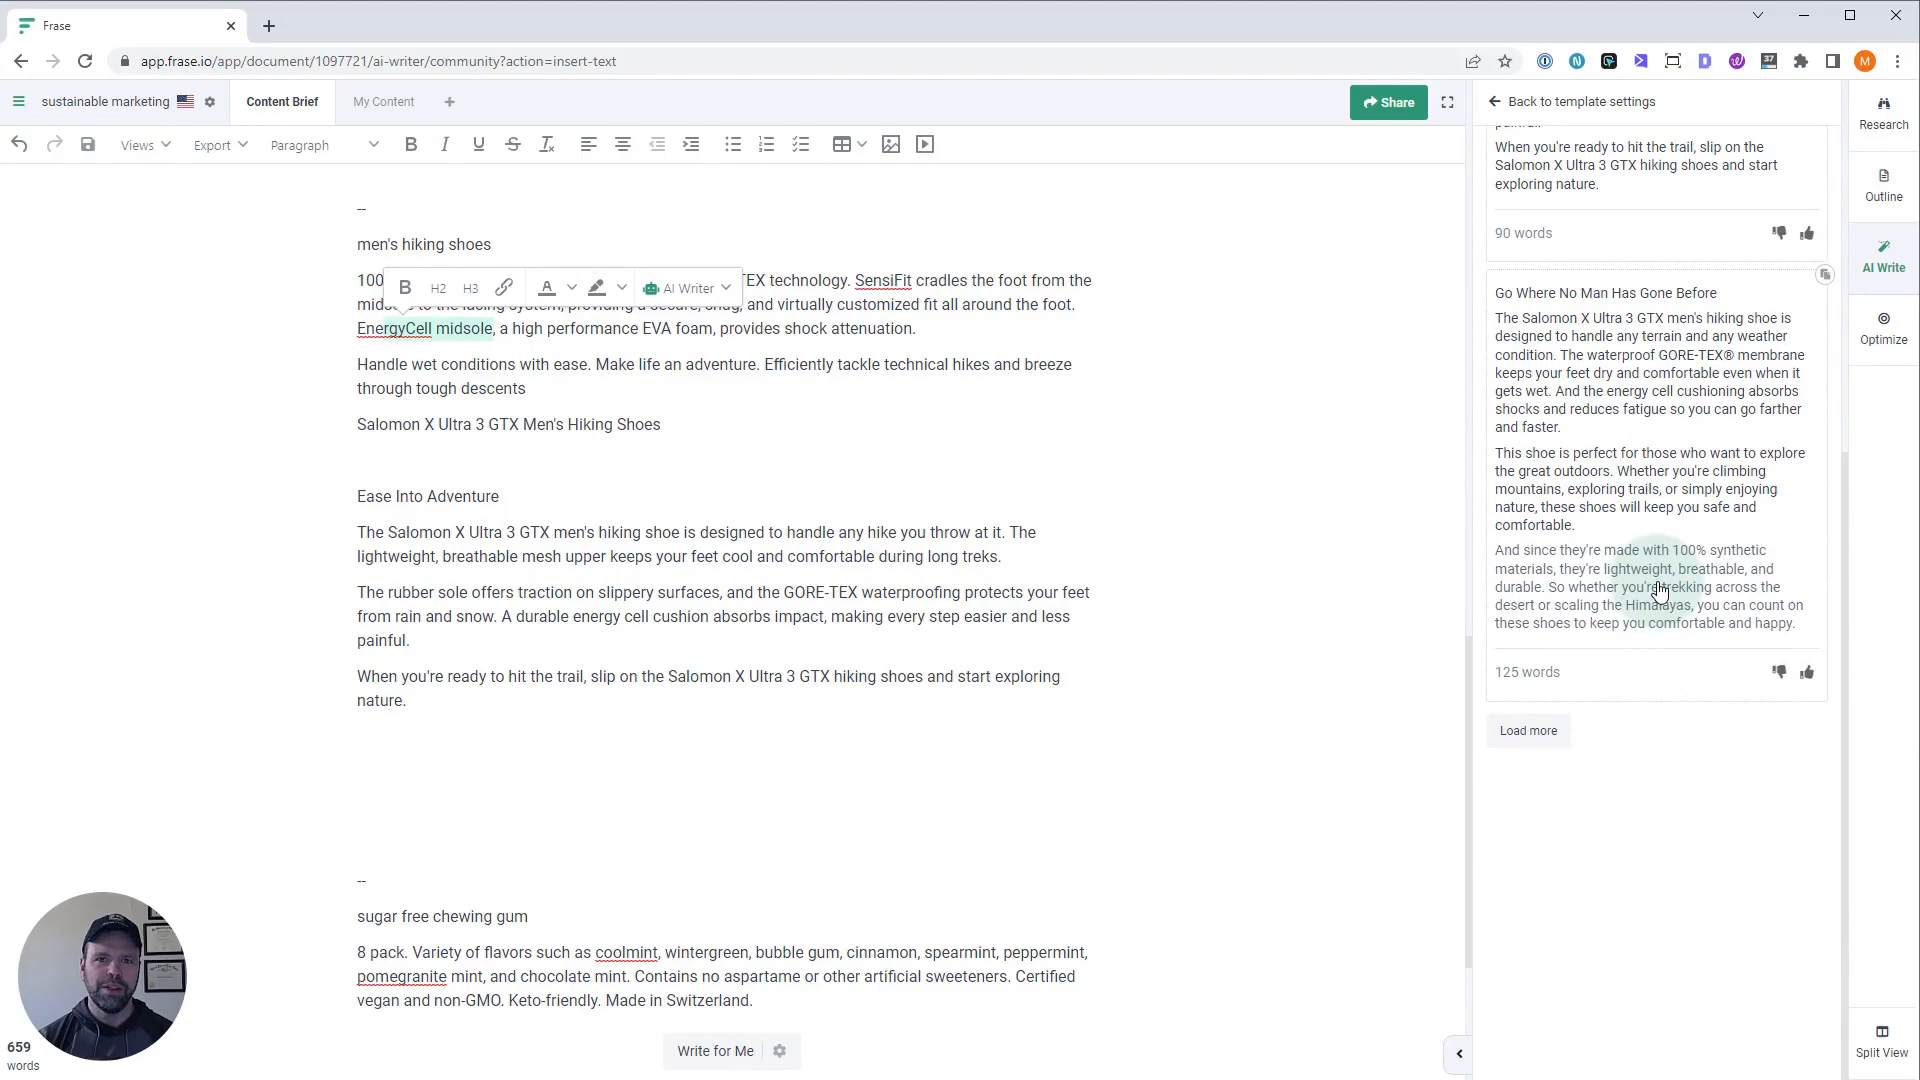 Frase
app.frase.io/app/document/1097721/ai-writer/community?action=insert-text
37
M
sustainable marketing
Content Brief
My Content
Share
Back to template settings
Research
Views
Export
Paragraph
When you're ready to hit the trail, slip on the
Salomon X Ultra 3 GTX hiking shoes and start
exploring nature.
90 words
Outline
AI Write
Optimize
--
men's hiking shoes
B H2 H3 A AI Writer
100
EX technology. SensiFit cradles the foot from the
and virtually customized fit all around the foot.
EnergyCell midsole, a high performance EVA foam, provides shock attenuation.
Handle wet conditions with ease. Make life an adventure. Efficiently tackle technical hikes and breeze
through tough descents
Salomon X Ultra 3 GTX Men's Hiking Shoes
Ease Into Adventure
The Salomon X Ultra 3 GTX men's hiking shoe is designed to handle any hike you throw at it. The
lightweight, breathable mesh upper keeps your feet cool and comfortable during long treks.
The rubber sole offers traction on slippery surfaces, and the GORE-TEX waterproofing protects your feet
from rain and snow. A durable energy cell cushion absorbs impact, making every step easier and less
painful.
When you're ready to hit the trail, slip on the Salomon X Ultra 3 GTX hiking shoes and start exploring
nature.
--
sugar free chewing gum
8 pack. Variety of flavors such as coolmint, wintergreen, bubble gum, cinnamon, spearmint, peppermint,
pomegranite mint, and chocolate mint. Contains no aspartame or other artificial sweeteners. Certified
vegan and non-GMO. Keto-friendly. Made in Switzerland.
Write for Me
659
words
Go Where No Man Has Gone Before
The Salomon X Ultra 3 GTX men's hiking shoe is
designed to handle any terrain and any weather
condition. The waterproof GORE-TEX® membrane
keeps your feet dry and comfortable even when it
gets wet. And the energy cell cushioning absorbs
shocks and reduces fatigue so you can go farther
and faster.
This shoe is perfect for those who want to explore
the great outdoors. Whether you're climbing
mountains, exploring trails, or simply enjoying
nature, these shoes will keep you safe and
comfortable.
And since they're made with 100% synthetic
materials, they're lightweight, breathable, and
durable. So whether you're trekking across the
desert or scaling the Himalayas, you can count on
these shoes to keep you comfortable and happy.
125 words
Load more
Split View